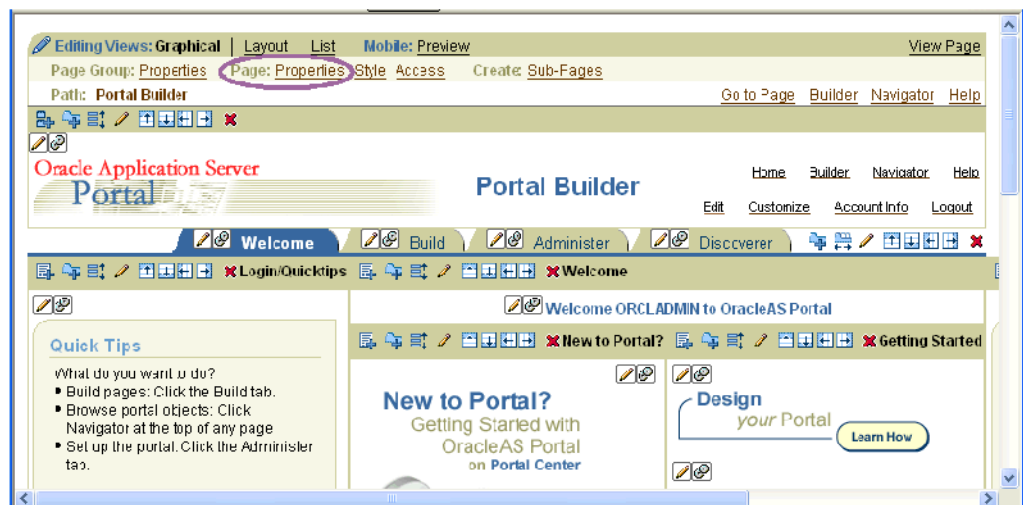 Editing Views: Graphical | Layout List Mobile: Preview View Page
Page Group: Properties Page: Properties Style Access Create: Sub-Pages
Path: Portal Builder Go to Page Builder Navigator Help
Oracle Application Server
Portal
Portal Builder
Home Builder Navigator Help
Edit Customize Account Info Logout
Welcome Build Administer Discoverer
Login/Quicktips Welcome
Welcome ORCLADMIN to OracleAS Portal
New to Portal? Getting Started
Quick Tips
What do you want to do?
• Build pages: Click the Build tab.
• Browse portal objects: Click
Navigator at the top of any page
• Set up the portal. Click the Administer
tab.
New to Portal?
Getting Started with
OracleAS Portal
on Portal Center
Design
your Portal
Learn How